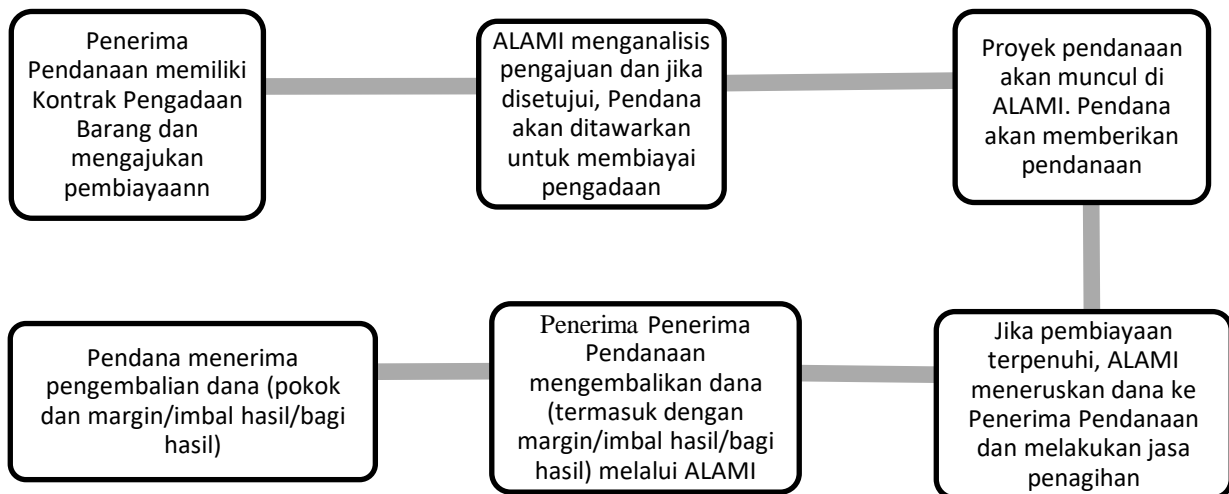 Penerima
Pendanaan memiliki
Kontrak Pengadaan
Barang dan
mengajukan
pembiayaann
ALAMI menganalisis
pengajuan dan jika
disetujui, Pendana
akan ditawarkan
untuk membiayai
pengadaan
Proyek pendanaan
akan muncul di
ALAMI. Pendana
akan memberikan
pendanaan
Jika pembiayaan
terpenuhi, ALAMI
meneruskan dana ke
Penerima Pendanaan
dan melakukan jasa
penagihan
Penerima Penerima
Pendanaan
mengembalikan dana
(termasuk dengan
margin/imbal hasil/bagi
hasil) melalui ALAMI
Pendana menerima
pengembalian dana (pokok
dan margin/imbal hasil/bagi
hasil)